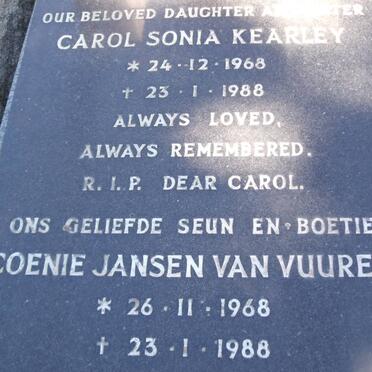 OUR BELOVED DAUGHTER
CAROL SONIA KEARLEY
* 24·12·1968
† 23·1·1988
ALWAYS LOVED,
ALWAYS REMEMBERED.
R.I.P. DEAR CAROL.
ONS GELIEFDE SEUN EN·BOETIE
COENIE JANSEN VAN VUURE
* 26·11·1968
† 23·1·1988